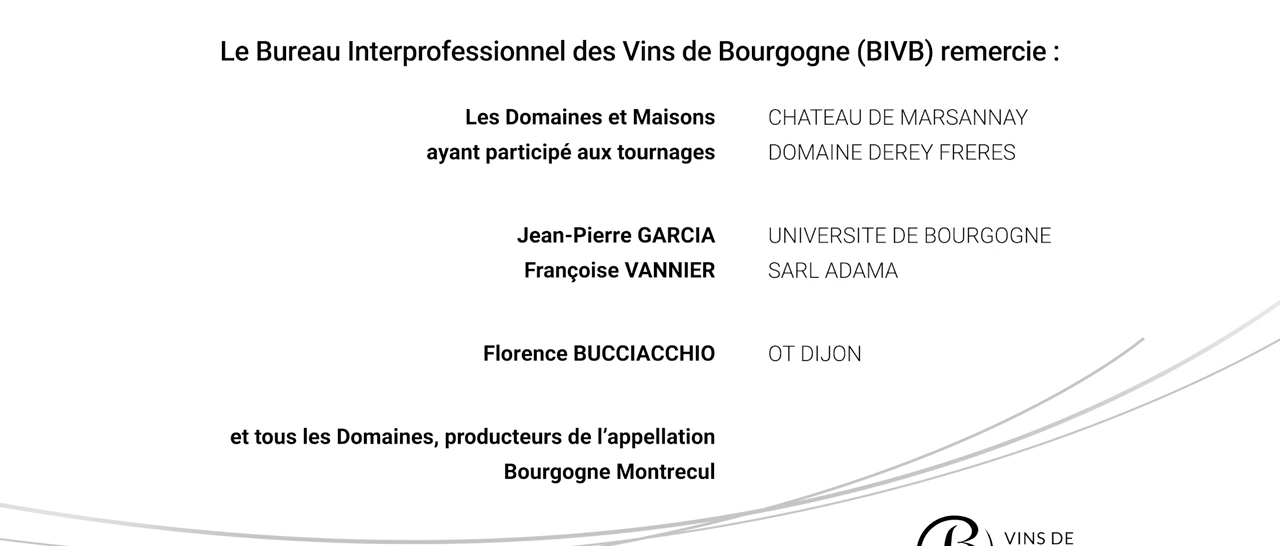 Le Bureau Interprofessionnel des Vins de Bourgogne (BIVB) remercie :
Les Domaines et Maisons CHATEAU DE MARSANNAY
ayant participé aux tournages DOMAINE DEREY FRERES
Jean-Pierre GARCIA UNIVERSITE DE BOURGOGNE
Françoise VANNIER SARL ADAMA
Florence BUCCIACCHIO OT DIJON
et tous les Domaines, producteurs de l’appellation
Bourgogne Montrecul
B VINS DE